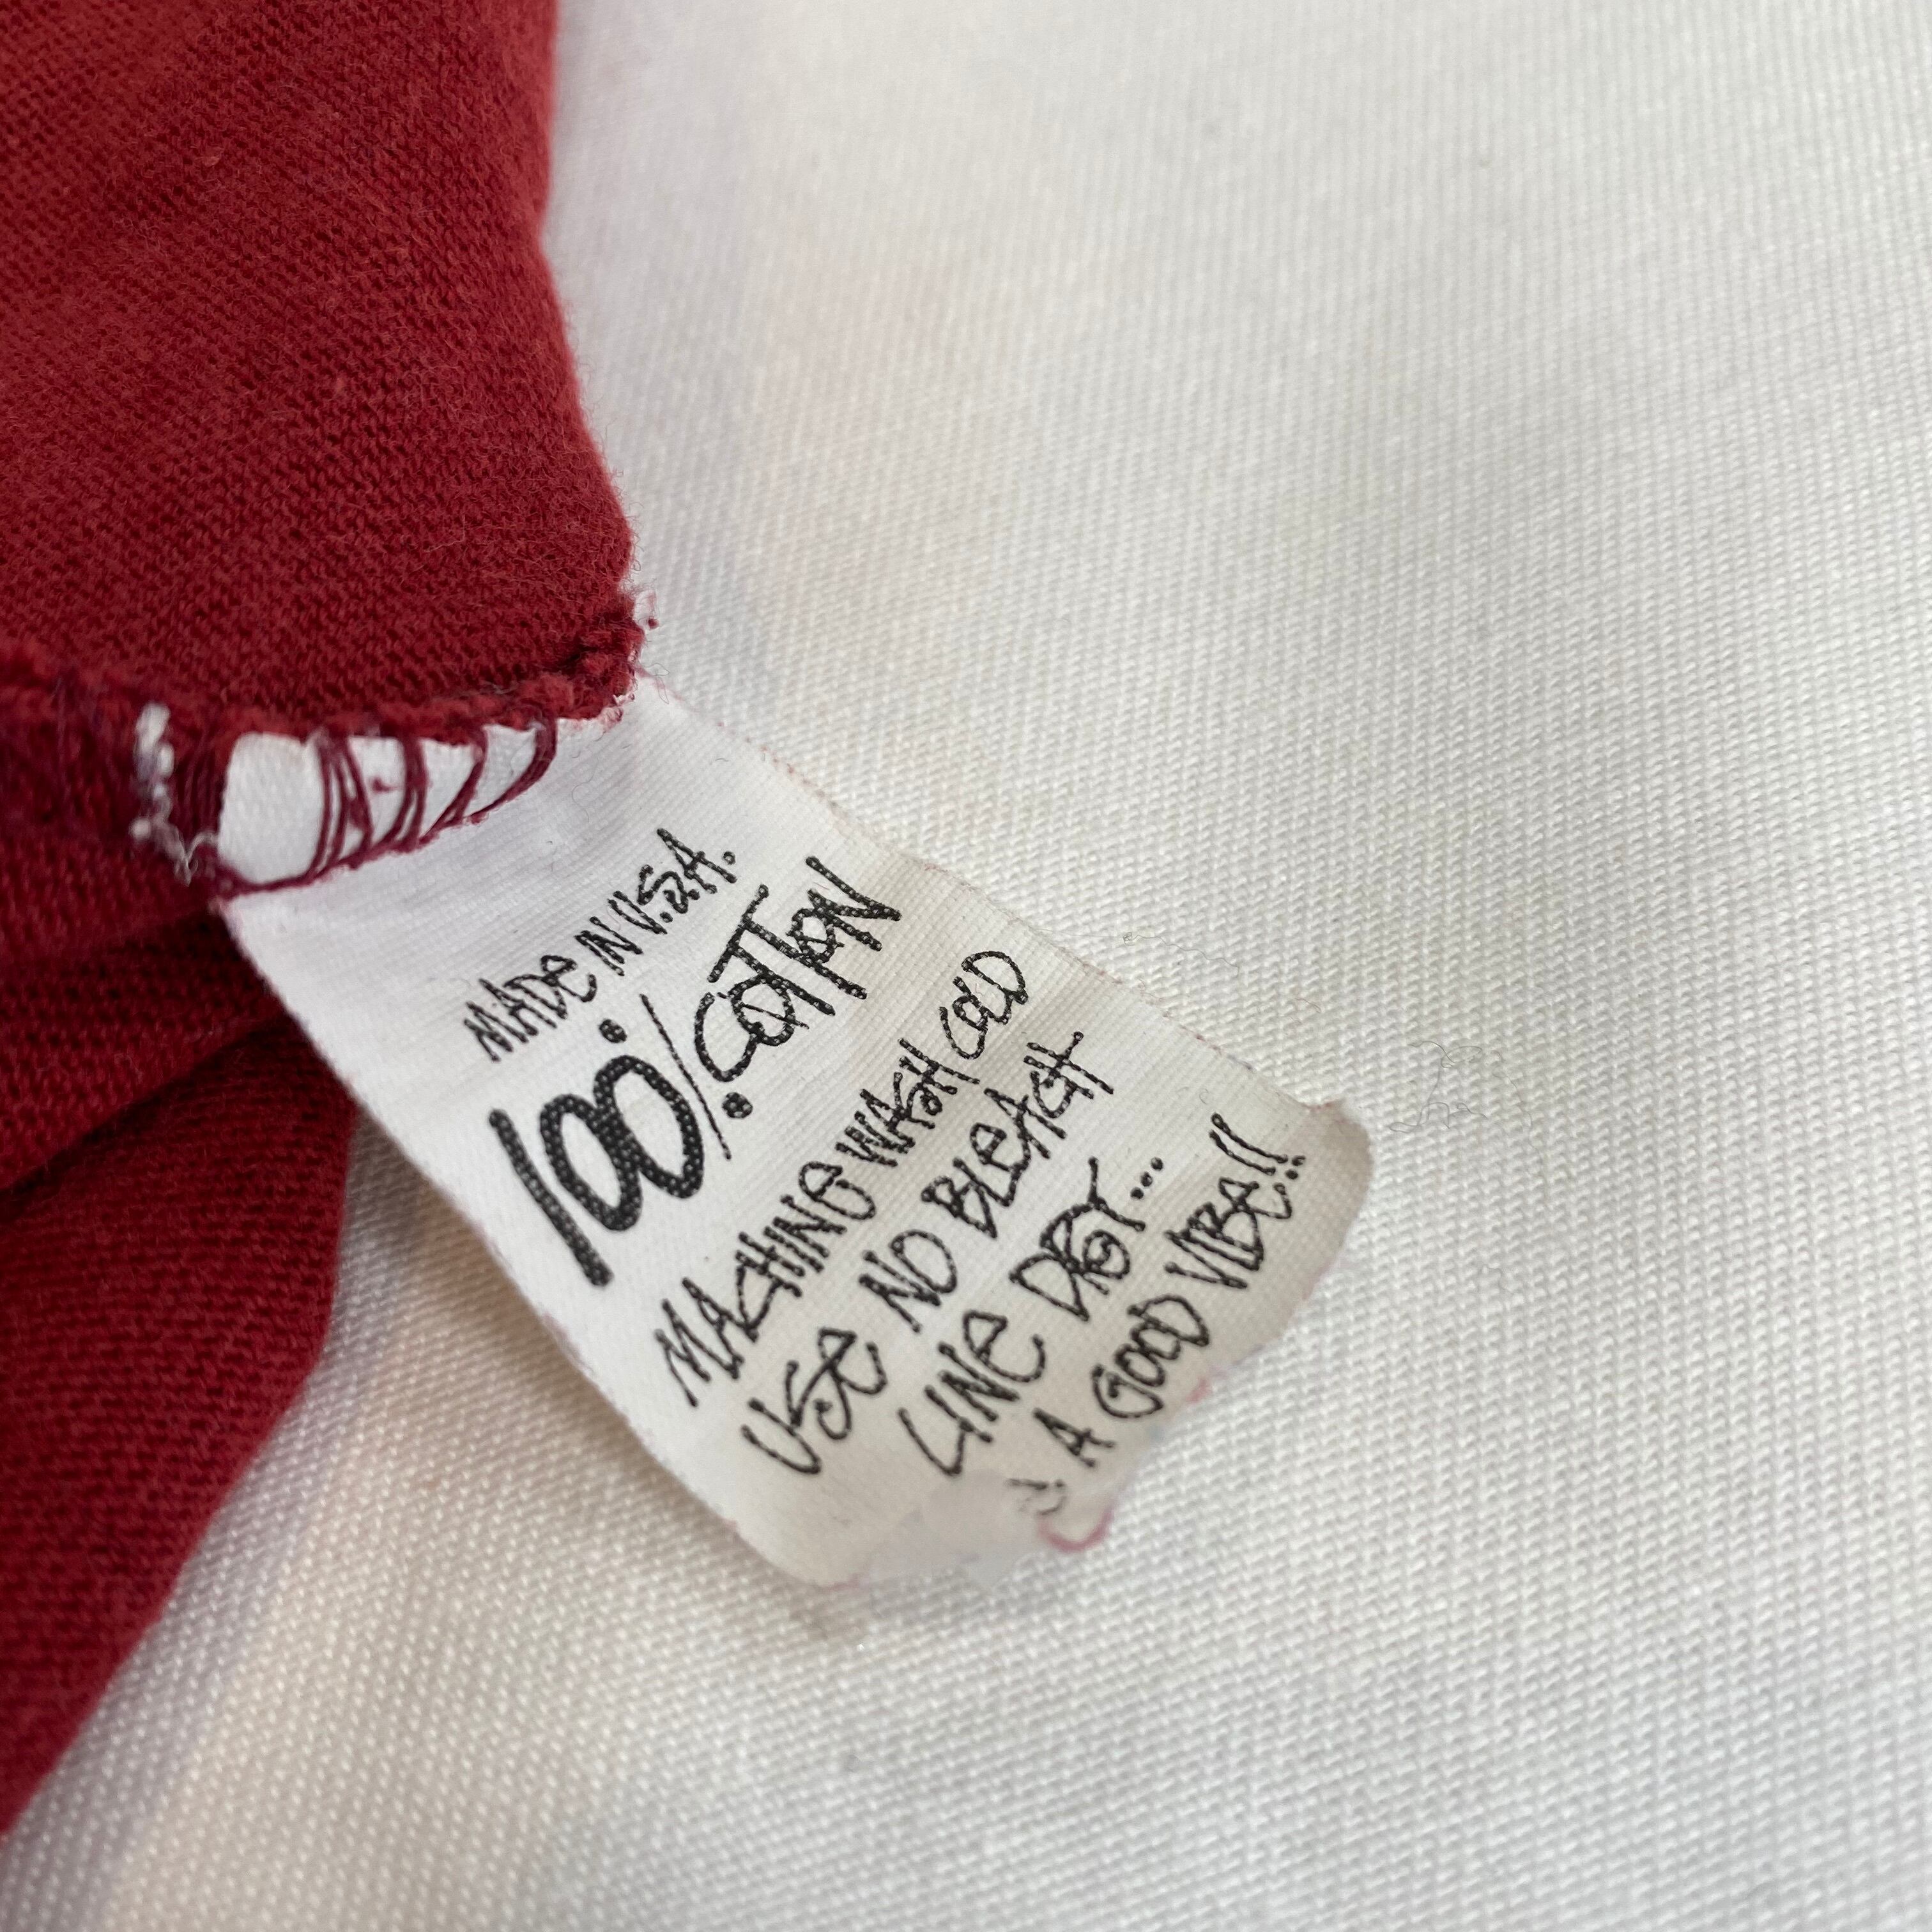 MADE IN U.S.A.
100% COTTON
MACHINE WASH COLD
USE NO BLEACH
LINE DRY...
A GOOD VIBE!!